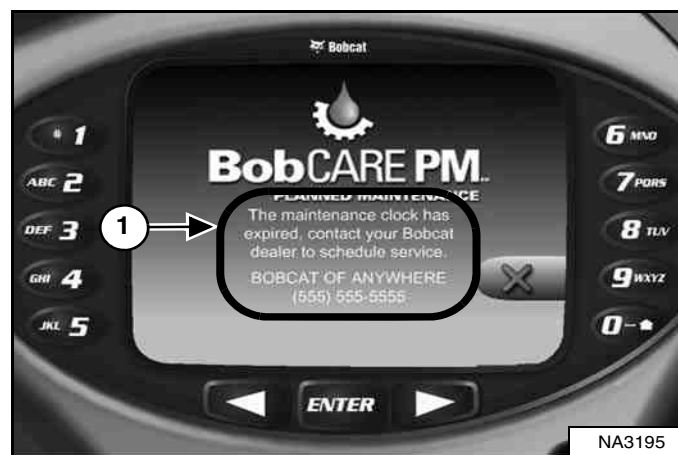 Bobcat
BobCARE PM™
PLANNED MAINTENANCE
The maintenance clock has
expired, contact your Bobcat
dealer to schedule service.
BOBCAT OF ANYWHERE
(555) 555-5555
1
* 1
ABC 2
DEF 3
GHI 4
JKL 5
6 MNO
7 PQRS
8 TUV
9 WXYZ
0-
ENTER
NA3195